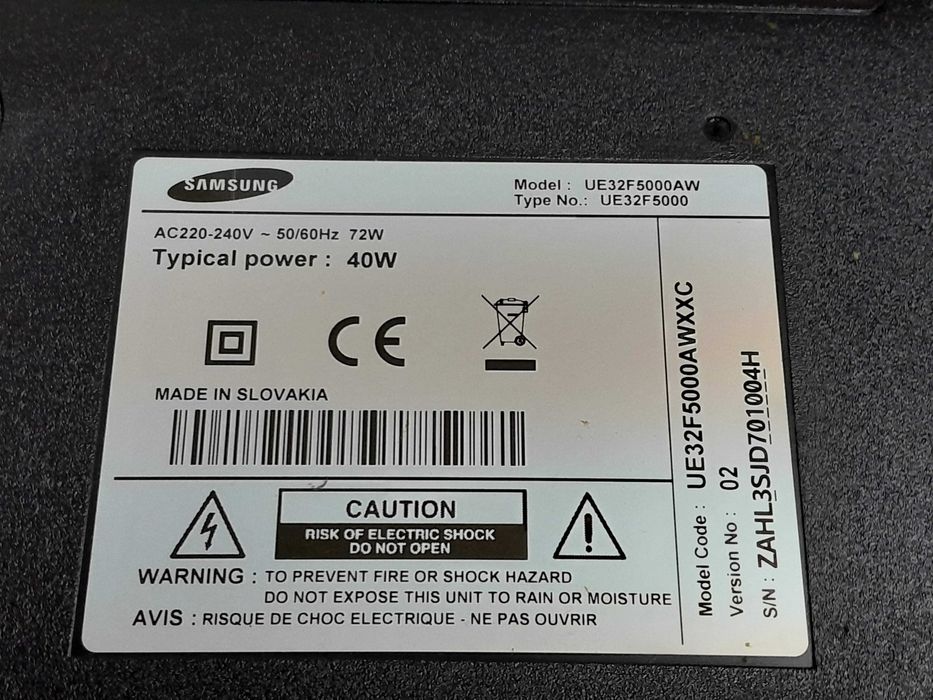 SAMSUNG
Model : UE32F5000AW
Type No.: UE32F5000
AC220-240V ~ 50/60Hz 72W
Typical power : 40W
CE
MADE IN SLOVAKIA
CAUTION
RISK OF ELECTRIC SHOCK
DO NOT OPEN
WARNING : TO PREVENT FIRE OR SHOCK HAZARD
DO NOT EXPOSE THIS UNIT TO RAIN OR MOISTURE
AVIS : RISQUE DE CHOC ELECTRIQUE - NE PAS OUVRIR
Model Code : UE32F5000AWXXC
Version No : 02
S/N : ZAHL3SJD701004H